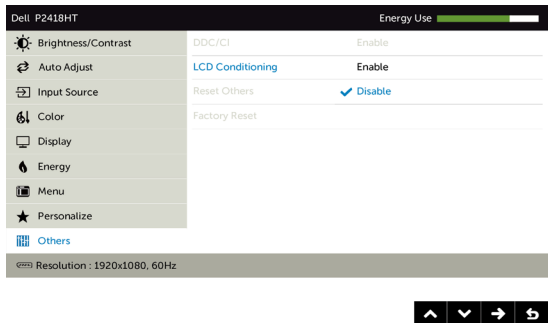 Dell P2418HT Energy Use
Brightness/Contrast DDC/CI Enable
Auto Adjust LCD Conditioning Enable
Input Source Reset Others Disable
Color Factory Reset
Display
Energy
Menu
Personalize
Others
Resolution : 1920x1080, 60Hz